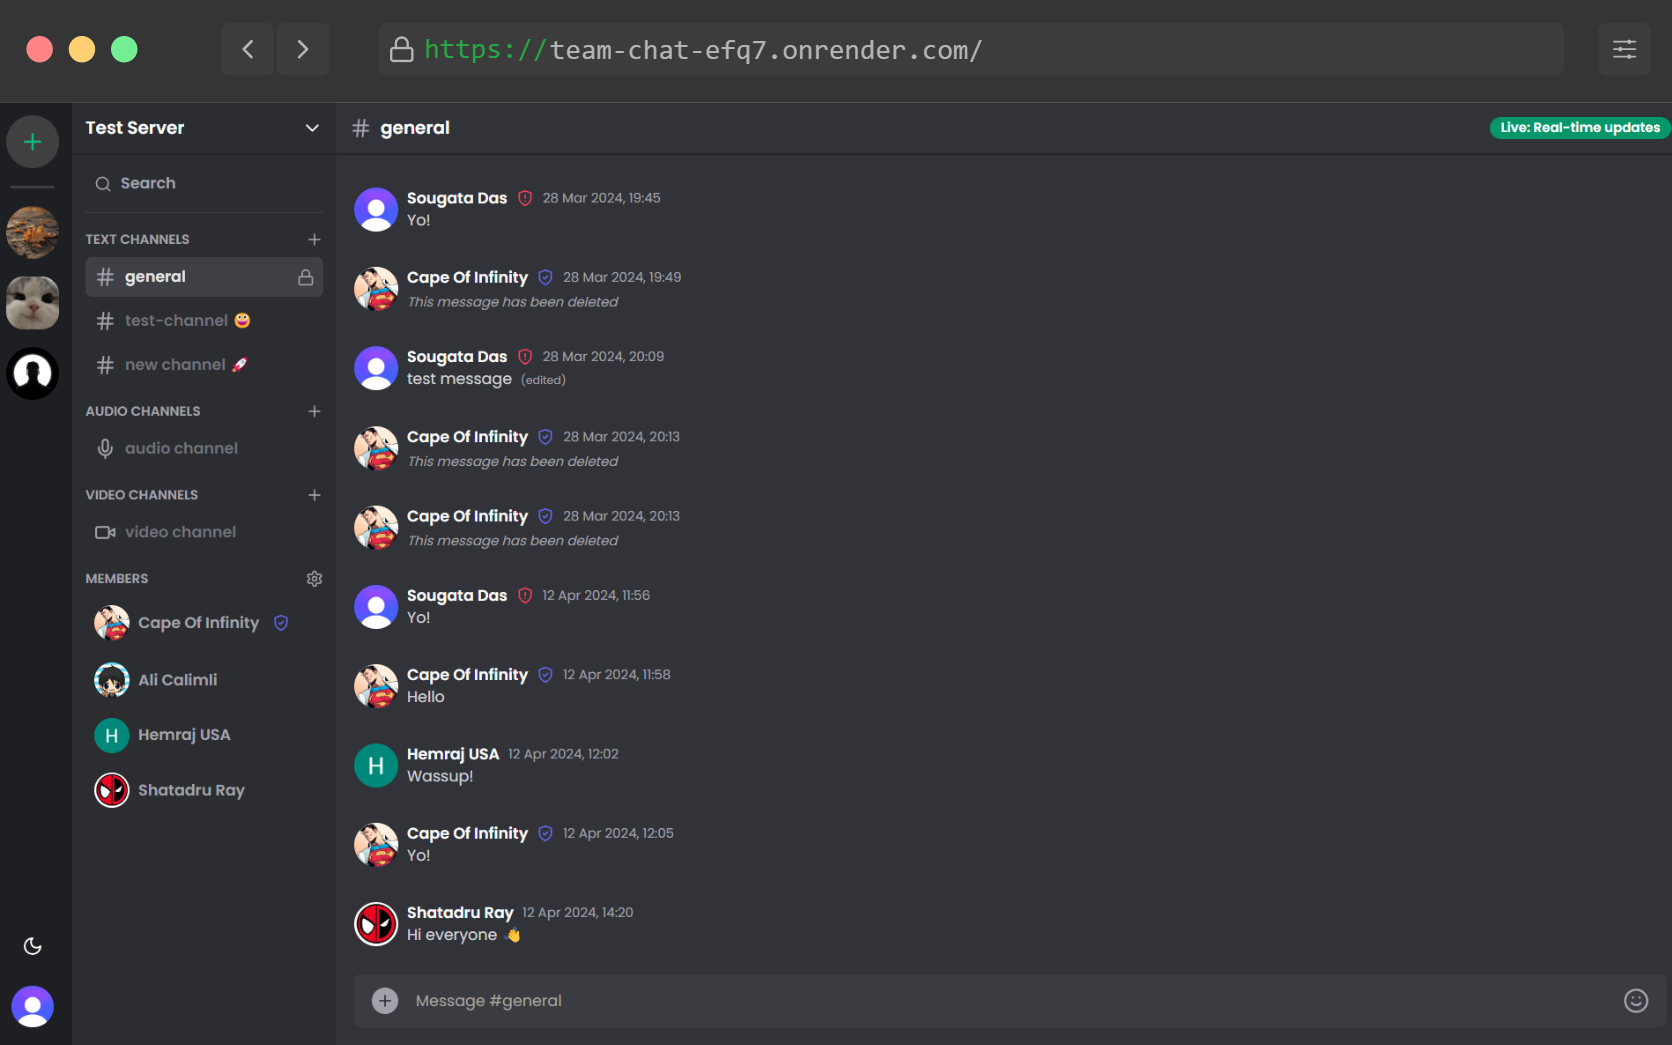 https://team-chat-efq7.onrender.com/
Test Server
Search
TEXT CHANNELS
general
test-channel 🤪
new channel 🚀
AUDIO CHANNELS
audio channel
VIDEO CHANNELS
video channel
MEMBERS
Cape Of Infinity
Ali Calimli
H Hemraj USA
Shatadru Ray
# general
Live: Real-time updates
Sougata Das 28 Mar 2024, 19:45
Yo!
Cape Of Infinity 28 Mar 2024, 19:49
This message has been deleted
Sougata Das 28 Mar 2024, 20:09
test message (edited)
Cape Of Infinity 28 Mar 2024, 20:13
This message has been deleted
Cape Of Infinity 28 Mar 2024, 20:13
This message has been deleted
Sougata Das 12 Apr 2024, 11:56
Yo!
Cape Of Infinity 12 Apr 2024, 11:58
Hello
H Hemraj USA 12 Apr 2024, 12:02
Wassup!
Cape Of Infinity 12 Apr 2024, 12:05
Yo!
Shatadru Ray 12 Apr 2024, 14:20
Hi everyone 👋
Message #general